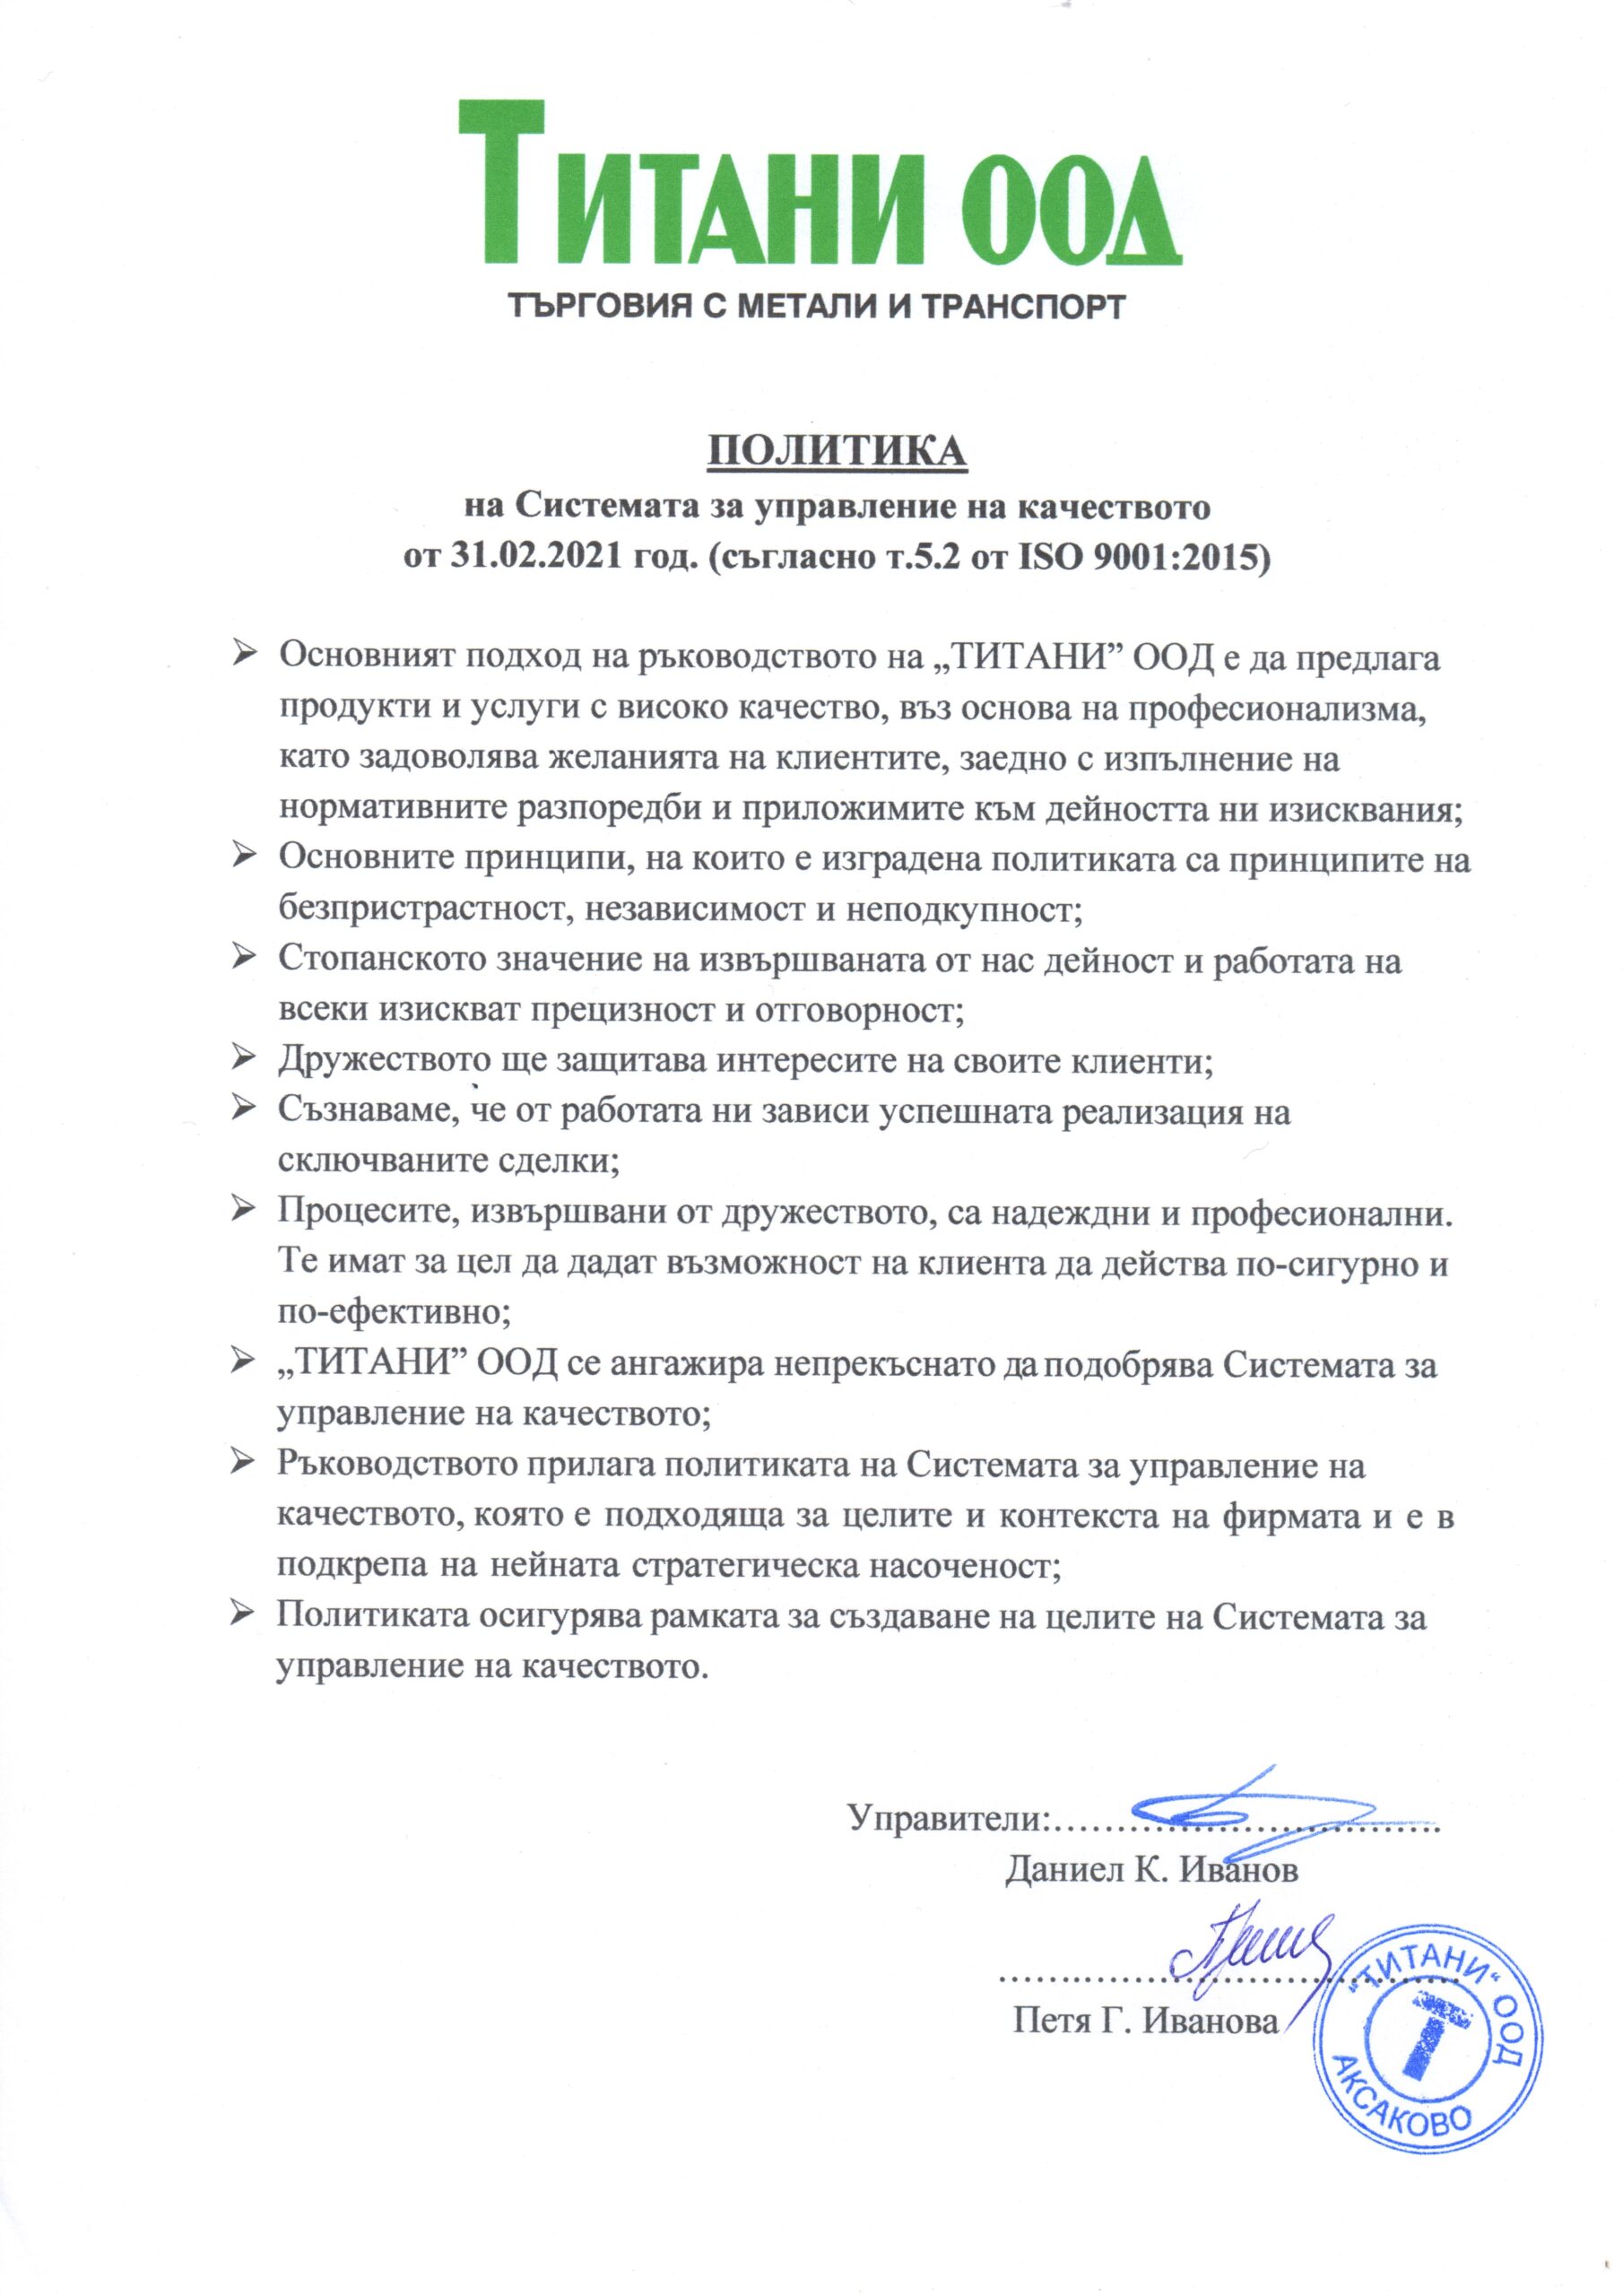 ТИТАНИ ООД
ТЪРГОВИЯ С МЕТАЛИ И ТРАНСПОРТ
ПОЛИТИКА
на Системата за управление на качеството
от 31.02.2021 год. (съгласно т.5.2 от ISO 9001:2015)
➢ Основният подход на ръководството на „ТИТАНИ” ООД е да предлага
продукти и услуги с високо качество, въз основа на професионализма,
като задоволява желанията на клиентите, заедно с изпълнение на
нормативните разпоредби и приложимите към дейността ни изисквания;
➢ Основните принципи, на които е изградена политиката са принципите на
безпристрастност, независимост и неподкупност;
➢ Стопанското значение на извършваната от нас дейност и работата на
всеки изискват прецизност и отговорност;
➢ Дружеството ще защитава интересите на своите клиенти;
➢ Съзнаваме, че от работата ни зависи успешната реализация на
сключваните сделки;
➢ Процесите, извършвани от дружеството, са надеждни и професионални.
Те имат за цел да дадат възможност на клиента да действа по-сигурно и
по-ефективно;
➢ „ТИТАНИ” ООД се ангажира непрекъснато да подобрява Системата за
управление на качеството;
➢ Ръководството прилага политиката на Системата за управление на
качеството, която е подходяща за целите и контекста на фирмата и е в
подкрепа на нейната стратегическа насоченост;
➢ Политиката осигурява рамката за създаване на целите на Системата за
управление на качеството.
Управители:................................
Даниел К. Иванов
......................................
Петя Г. Иванова
"ТИТАНИ" ООД
Т
АКСАКОВО